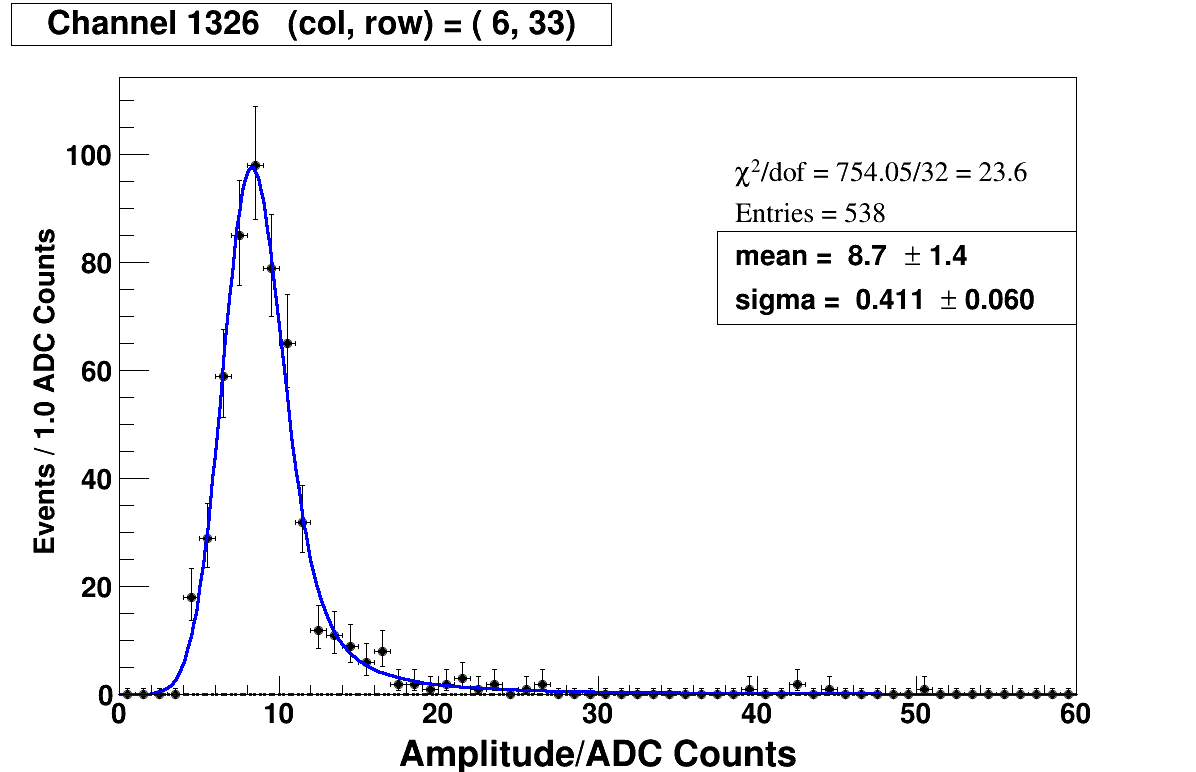 Channel 1326 (col, row) = ( 6, 33)
χ²/dof = 754.05/32 = 23.6
Entries = 538
mean = 8.7 ± 1.4
sigma = 0.411 ± 0.060
Events / 1.0 ADC Counts
100
80
60
40
20
0
0 10 20 30 40 50 60
Amplitude/ADC Counts